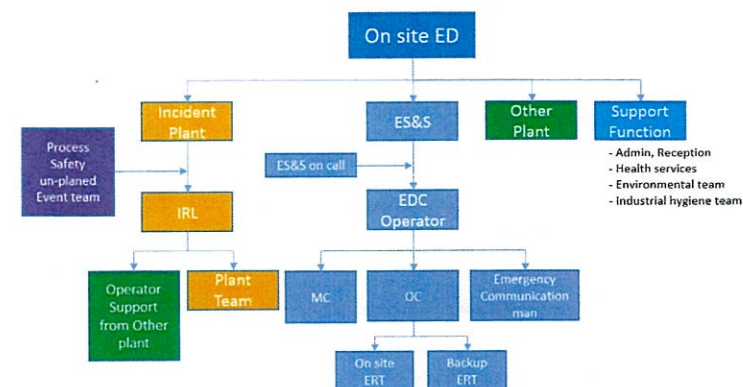 On site ED
Incident
Plant
ES&S
Other
Plant
Support
Function
- Admin, Reception
- Health services
- Environmental team
- Industrial hygiene team
Process
Safety
un-planed
Event team
ES&S on call
IRL
EDC
Operator
Operator
Support
from Other
plant
Plant
Team
MC
OC
Emergency
Communication
man
On site
ERT
Backup
ERT